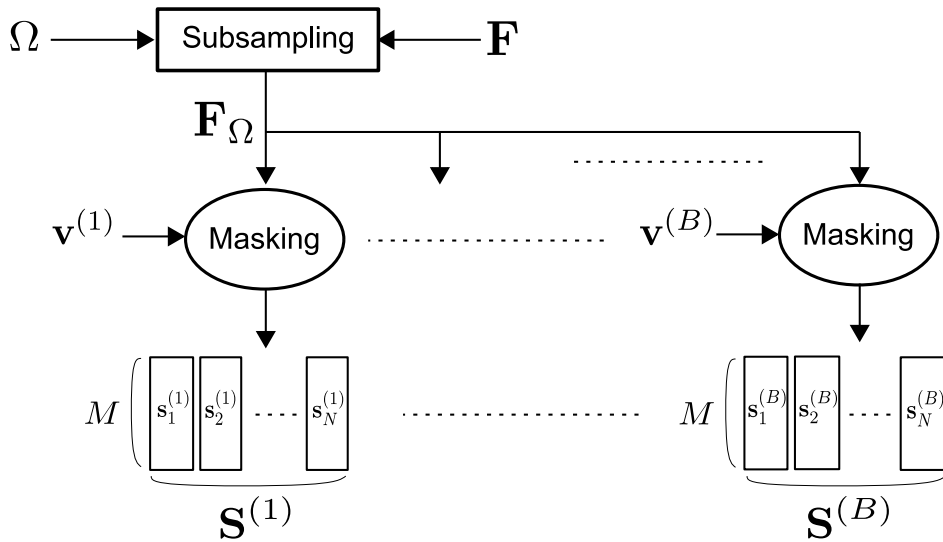 Ω Subsampling 𝐅
𝐅_Ω
𝐯^(1) Masking 𝐯^(B) Masking
M 𝐬_1^(1) 𝐬_2^(1) 𝐬_N^(1) M 𝐬_1^(B) 𝐬_2^(B) 𝐬_N^(B)
𝐒^(1) 𝐒^(B)